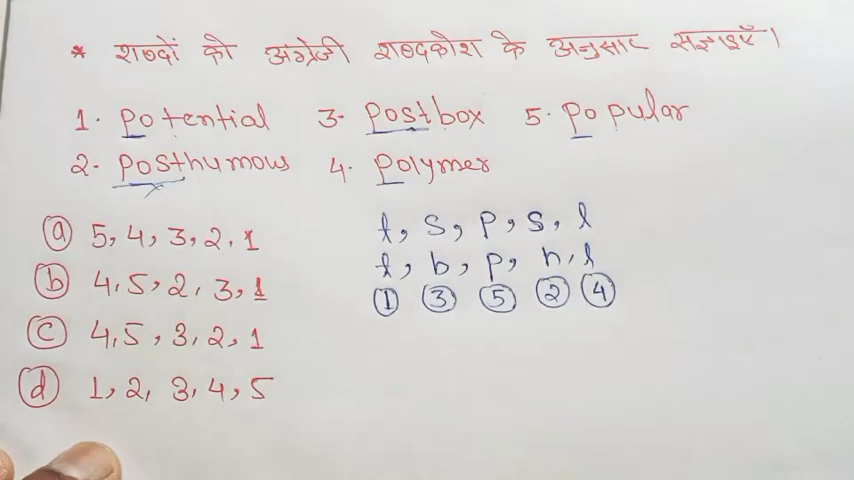 * शब्दों को अंग्रेजी शब्दकोश के अनुसार सजाइएँ।
1. Potential 3- Postbox 5. Popular
2- Posthumous 4. Polymer
t, s, p, s, l
ⓐ 5, 4, 3, 2, 1
t, b, p, h, l
ⓑ 4, 5, 2, 3, 1
① ③ ⑤ ② ④
ⓒ 4, 5, 3, 2, 1
ⓓ 1, 2, 3, 4, 5